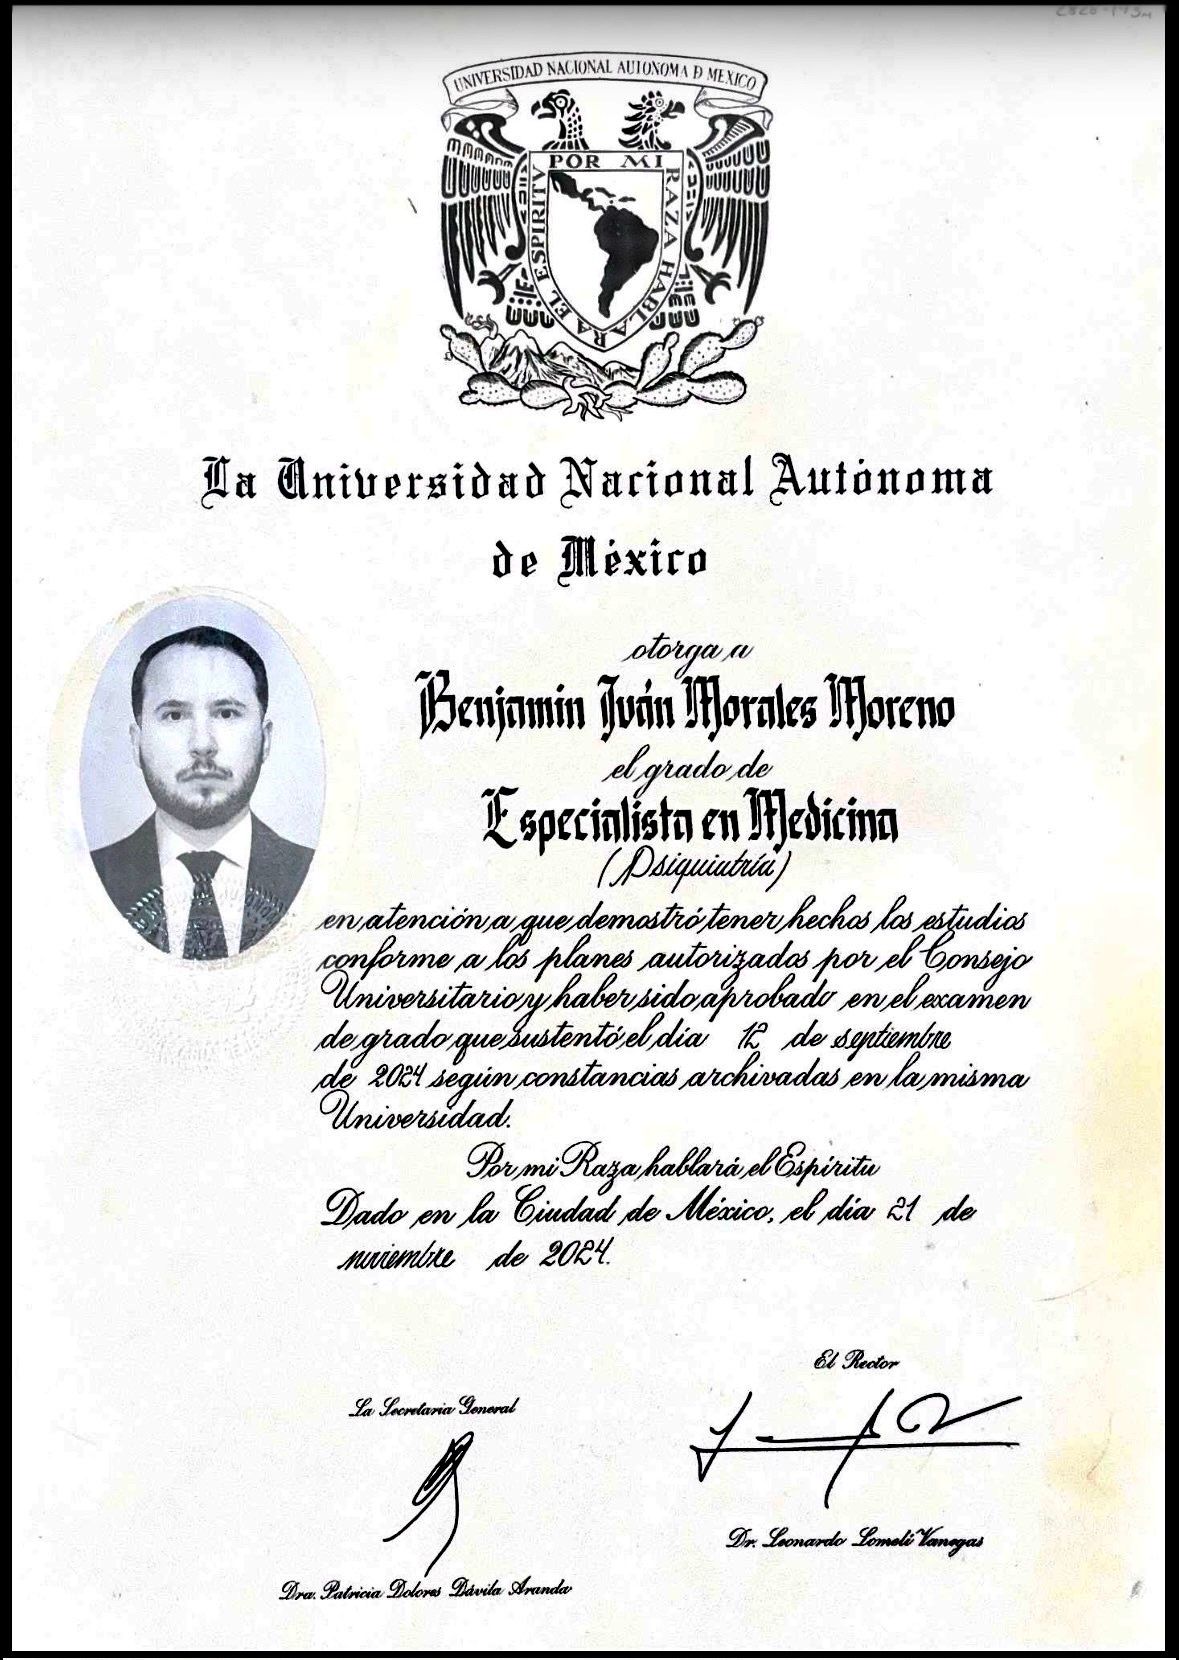 UNIVERSIDAD NACIONAL AUTONOMA D MEXICO
POR MI RAZA HABLARA EL ESPIRITU
La Universidad Nacional Autónoma
de México
otorga a
Benjamin Iván Morales Moreno
el grado de
Especialista en Medicina
(Psiquiatría)
en atención a que demostró tener hechos los estudios
conforme a los planes autorizados por el Consejo
Universitario y haber sido aprobado en el examen
de grado que sustentó el día 12 de septiembre
de 2024 según constancias archivadas en la misma
Universidad.
Por mi Raza hablará el Espíritu
Dado en la Ciudad de México, el día 21 de
noviembre de 2024.
El Rector
La Secretaria General
Dr. Leonardo Lomelí Vanegas
Dra. Patricia Dolores Dávila Aranda